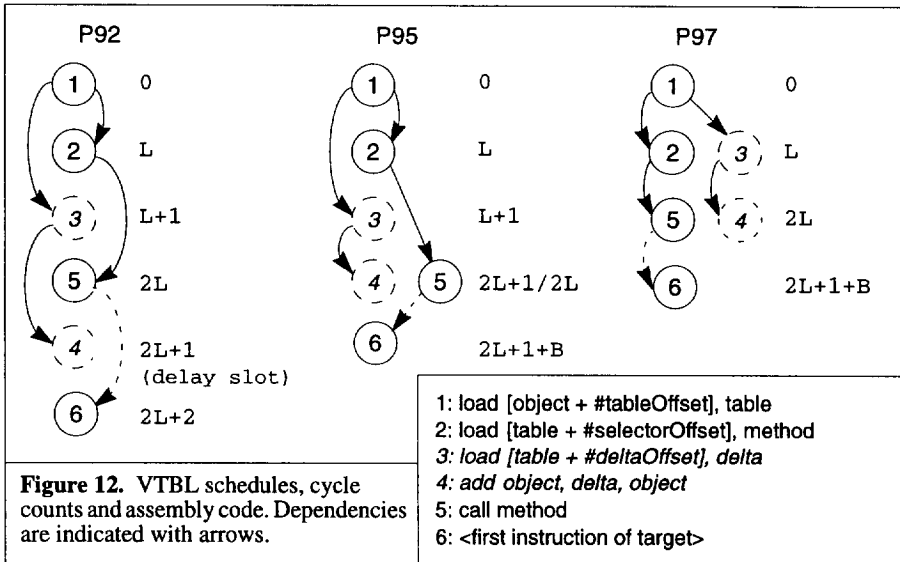 P92
1 0
2 L
3 L+1
5 2L
4 2L+1
(delay slot)
6 2L+2
P95
1 0
2 L
3 L+1
4 5 2L+1/2L
6 2L+1+B
P97
1 0
2 3 L
5 4 2L
6 2L+1+B
1: load [object + #tableOffset], table
2: load [table + #selectorOffset], method
3: load [table + #deltaOffset], delta
4: add object, delta, object
5: call method
6: <first instruction of target>
Figure 12. VTBL schedules, cycle
counts and assembly code. Dependencies
are indicated with arrows.